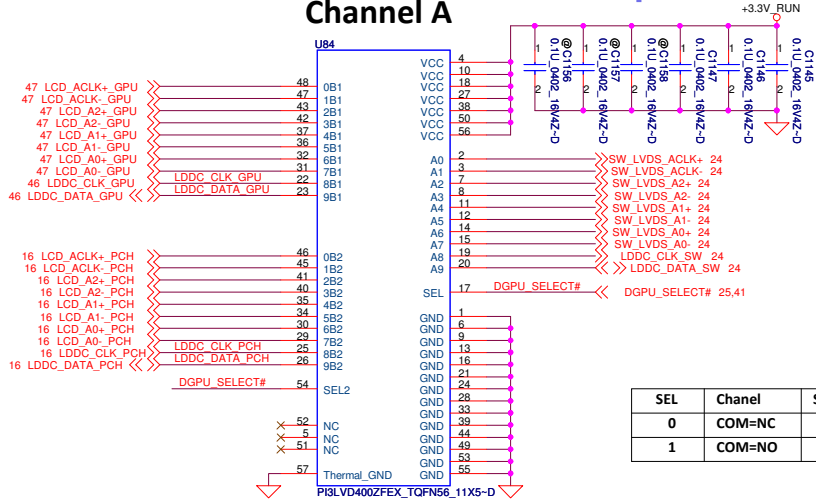 Channel A
+3.3V_RUN
U84
47 LCD_ACLK+_GPU 48 0B1
47 LCD_ACLK-_GPU 47 1B1
47 LCD_A2+_GPU 43 2B1
47 LCD_A2-_GPU 42 3B1
47 LCD_A1+_GPU 37 4B1
47 LCD_A1-_GPU 36 5B1
47 LCD_A0+_GPU 32 6B1
47 LCD_A0-_GPU 31 7B1
46 LDDC_CLK_GPU LDDC_CLK_GPU 22 8B1
46 LDDC_DATA_GPU LDDC_DATA_GPU 23 9B1
16 LCD_ACLK+_PCH 46 0B2
16 LCD_ACLK-_PCH 45 1B2
16 LCD_A2+_PCH 41 2B2
16 LCD_A2-_PCH 40 3B2
16 LCD_A1+_PCH 35 4B2
16 LCD_A1-_PCH 34 5B2
16 LCD_A0+_PCH 30 6B2
16 LCD_A0-_PCH 29 7B2
16 LDDC_CLK_PCH LDDC_CLK_PCH 25 8B2
16 LDDC_DATA_PCH LDDC_DATA_PCH 26 9B2
DGPU_SELECT# 54 SEL2
52 NC
5 NC
51 NC
57 Thermal_GND
VCC 4
VCC 10
VCC 18
VCC 27
VCC 38
VCC 50
VCC 56
A0 2 SW_LVDS_ACLK+ 24
A1 3 SW_LVDS_ACLK- 24
A2 7 SW_LVDS_A2+ 24
A3 8 SW_LVDS_A2- 24
A4 11 SW_LVDS_A1+ 24
A5 12 SW_LVDS_A1- 24
A6 14 SW_LVDS_A0+ 24
A7 15 SW_LVDS_A0- 24
A8 19 LDDC_CLK_SW 24
A9 20 LDDC_DATA_SW 24
SEL 17 DGPU_SELECT# DGPU_SELECT# 25,41
GND 1
GND 6
GND 9
GND 13
GND 16
GND 21
GND 24
GND 28
GND 33
GND 39
GND 44
GND 49
GND 53
GND 55
PI3LVD400ZFEX_TQFN56_11X5~D
1 2 @C1156 0.1U_0402_16V4Z~D
1 2 @C1157 0.1U_0402_16V4Z~D
1 2 @C1158 0.1U_0402_16V4Z~D
1 2 C1147 0.1U_0402_16V4Z~D
1 2 C1146 0.1U_0402_16V4Z~D
1 2 C1145 0.1U_0402_16V4Z~D
SEL Chanel S
0 COM=NC
1 COM=NO